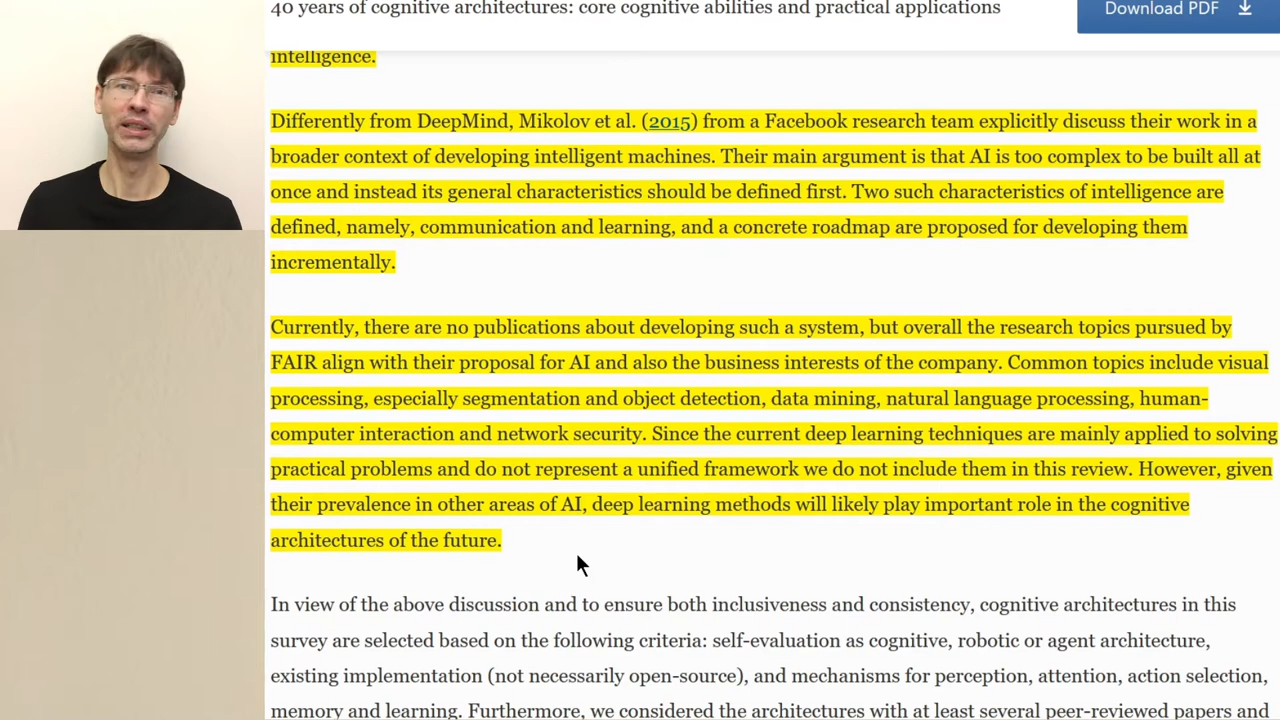 40 years of cognitive architectures: core cognitive abilities and practical applications
Download PDF
intelligence.
Differently from DeepMind, Mikolov et al. (2015) from a Facebook research team explicitly discuss their work in a
broader context of developing intelligent machines. Their main argument is that AI is too complex to be built all at
once and instead its general characteristics should be defined first. Two such characteristics of intelligence are
defined, namely, communication and learning, and a concrete roadmap are proposed for developing them
incrementally.
Currently, there are no publications about developing such a system, but overall the research topics pursued by
FAIR align with their proposal for AI and also the business interests of the company. Common topics include visual
processing, especially segmentation and object detection, data mining, natural language processing, human-
computer interaction and network security. Since the current deep learning techniques are mainly applied to solving
practical problems and do not represent a unified framework we do not include them in this review. However, given
their prevalence in other areas of AI, deep learning methods will likely play important role in the cognitive
architectures of the future.
In view of the above discussion and to ensure both inclusiveness and consistency, cognitive architectures in this
survey are selected based on the following criteria: self-evaluation as cognitive, robotic or agent architecture,
existing implementation (not necessarily open-source), and mechanisms for perception, attention, action selection,
memory and learning. Furthermore, we considered the architectures with at least several peer-reviewed papers and